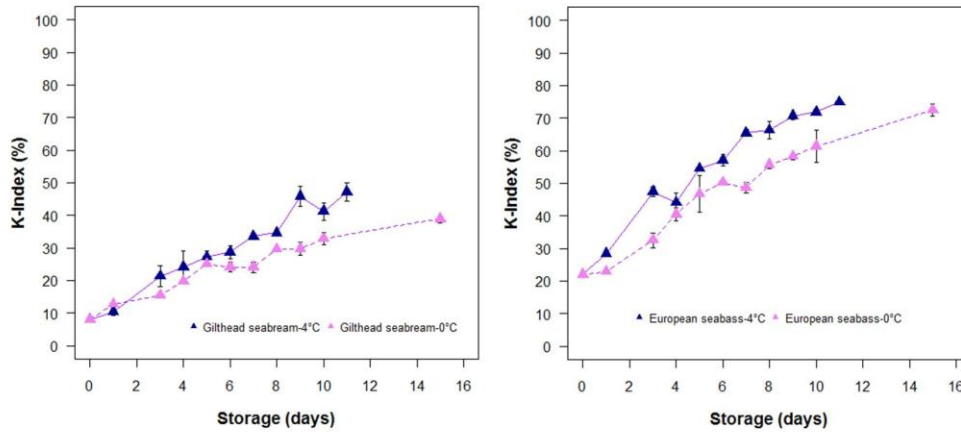 100
90
80
70
60
50
40
30
20
10
0
K-Index (%)
Gilthead seabream-4°C Gilthead seabream-0°C
0 2 4 6 8 10 12 14 16
Storage (days)
100
90
80
70
60
50
40
30
20
10
0
K-Index (%)
European seabass-4°C European seabass-0°C
0 2 4 6 8 10 12 14 16
Storage (days)